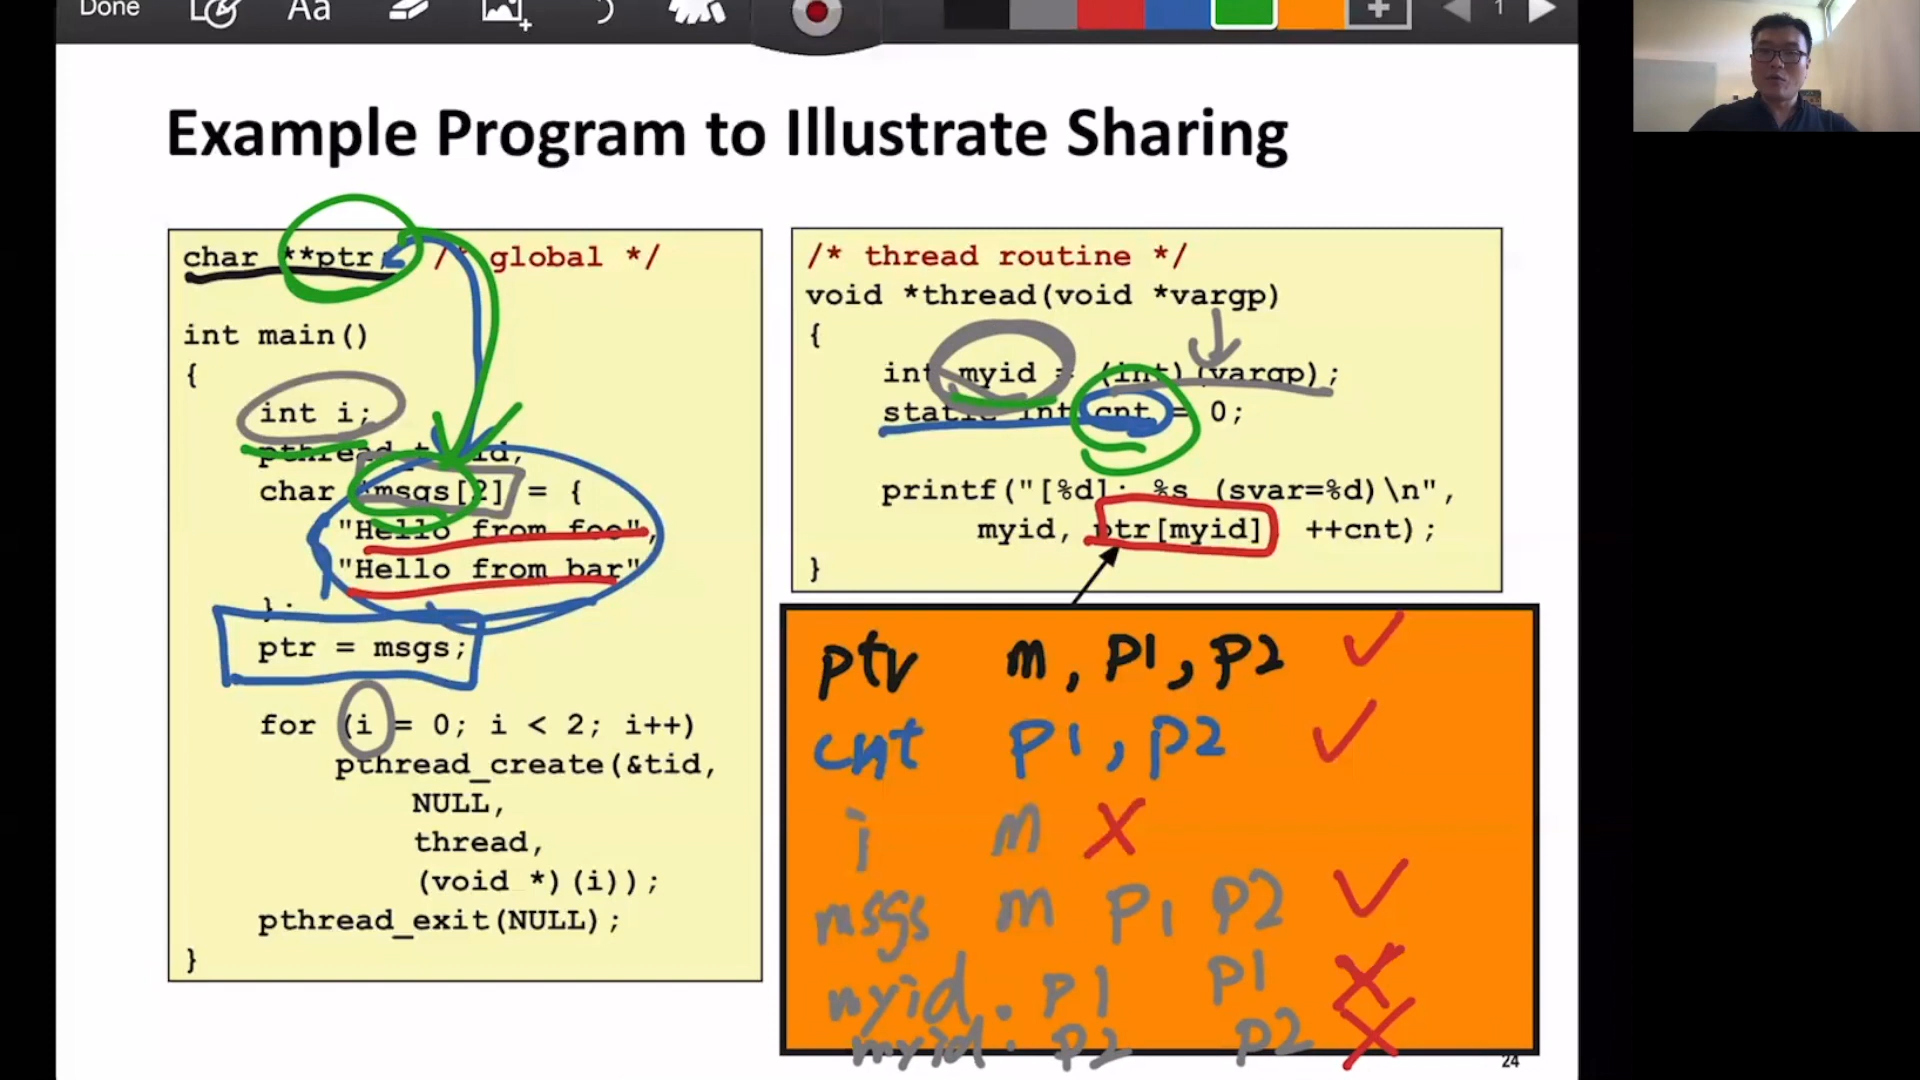 Done Aa 1
Example Program to Illustrate Sharing
char **ptr; /* global */
int main()
{
int i;
pthread_t tid;
char *msgs[2] = {
"Hello from foo",
"Hello from bar"
};
ptr = msgs;
for (i = 0; i < 2; i++)
pthread_create(&tid,
NULL,
thread,
(void *)(i));
pthread_exit(NULL);
}
/* thread routine */
void *thread(void *vargp)
{
int myid = (int)(vargp);
static int cnt = 0;
printf("[%d]: %s (svar=%d)\n",
myid, ptr[myid], ++cnt);
}
ptr m, p1, p2 ✓
cnt p1, p2 ✓
i m X
msgs m p1 p2 ✓
myid . p1 p1 X
myid . p2 p2 X
24